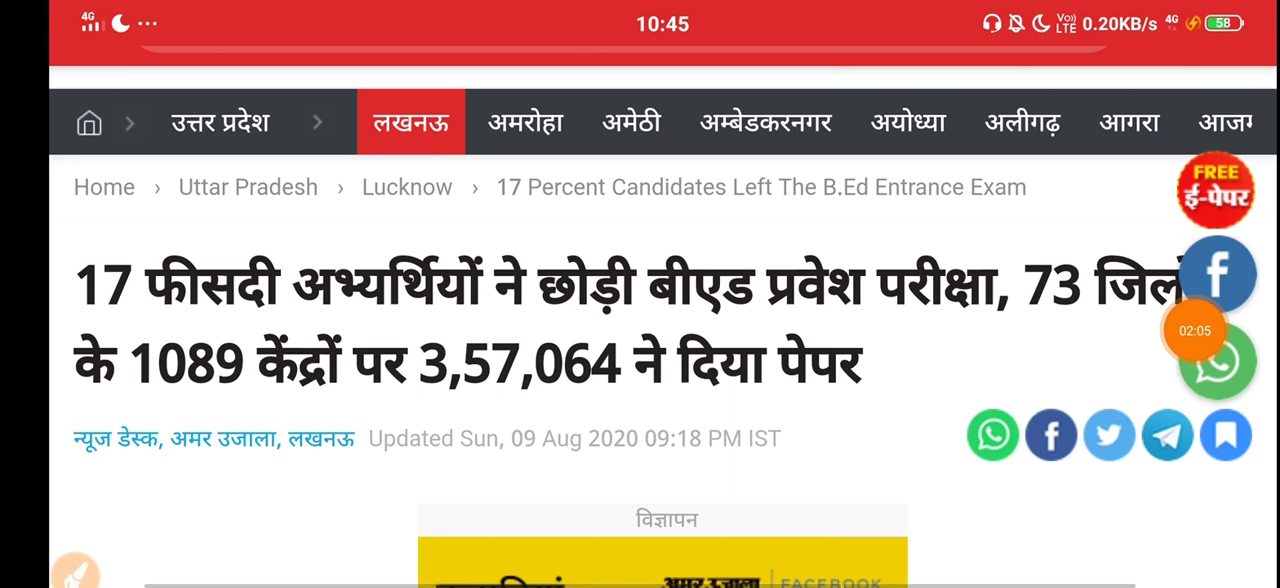 4G 10:45 Vo)) LTE 0.20KB/s 4G 58
उत्तर प्रदेश लखनऊ अमरोहा अमेठी अम्बेडकरनगर अयोध्या अलीगढ़ आगरा
FREE
ई-पेपर
Home › Uttar Pradesh › Lucknow › 17 Percent Candidates Left The B.Ed Entrance Exam
17 फीसदी अभ्यर्थियों ने छोड़ी बीएड प्रवेश परीक्षा, 73
02:05
के 1089 केंद्रों पर 3,57,064 ने दिया पेपर
न्यूज डेस्क, अमर उजाला, लखनऊ Updated Sun, 09 Aug 2020 09:18 PM IST
विज्ञापन
अमर उजाला FACEBOOK